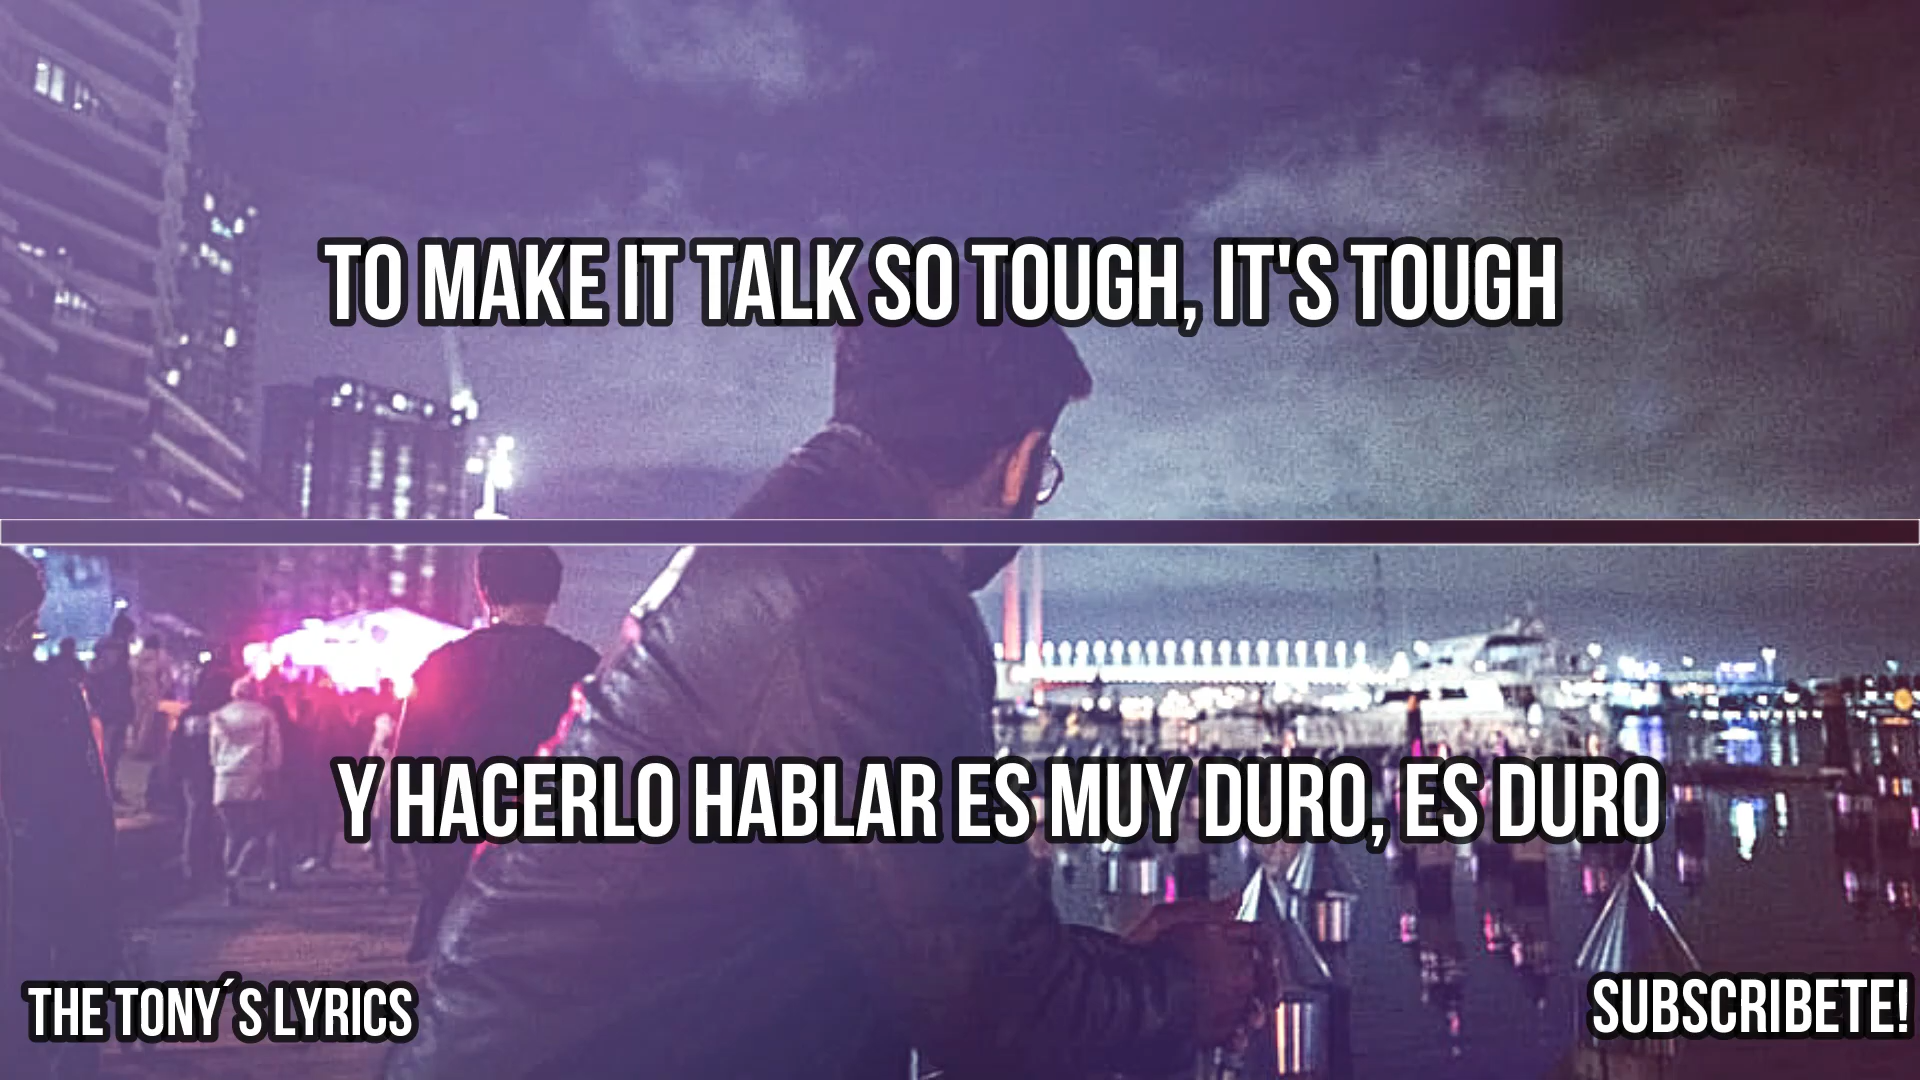 TO MAKE IT TALK SO TOUGH, IT'S TOUGH
Y HACERLO HABLAR ES MUY DURO, ES DURO
THE TONY´S LYRICS
SUBSCRIBETE!